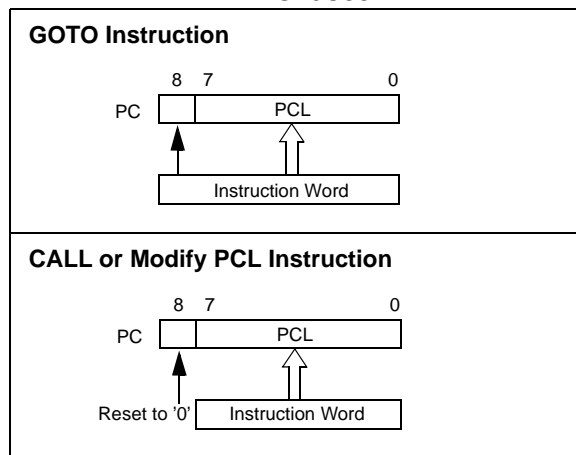 GOTO Instruction
8 7 0
PC PCL
Instruction Word
CALL or Modify PCL Instruction
8 7 0
PC PCL
Reset to '0' Instruction Word